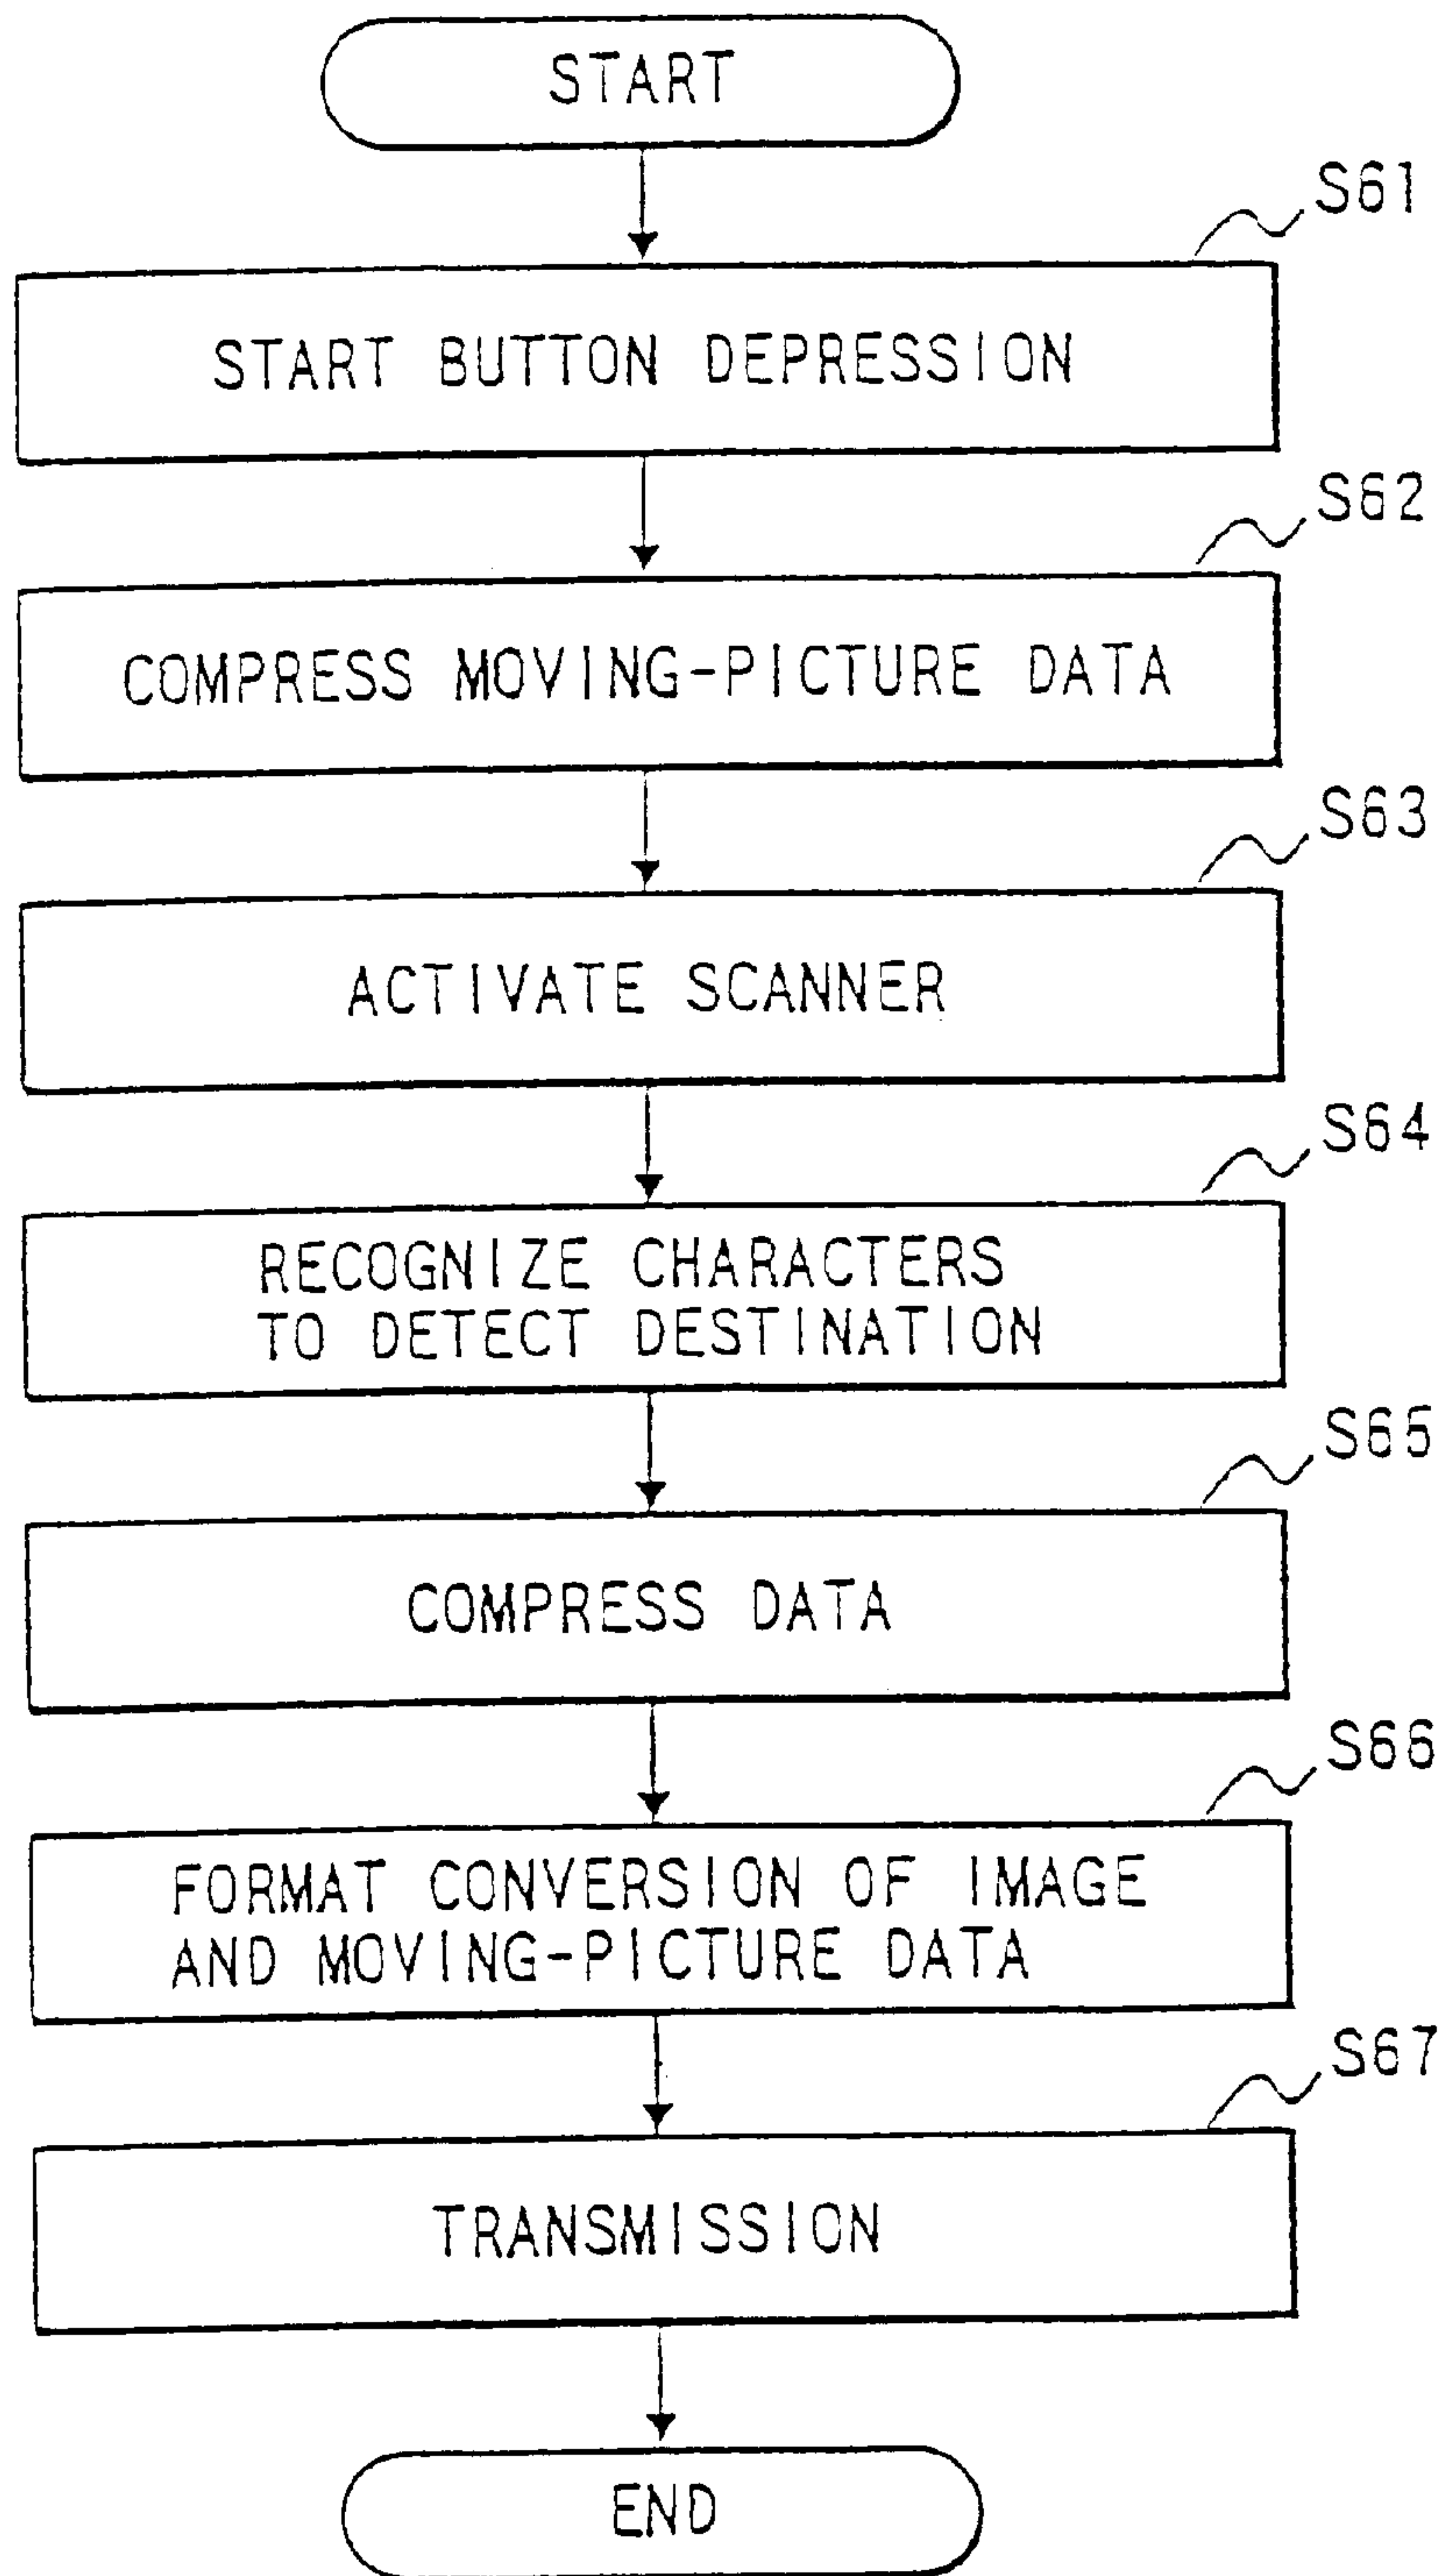 START
S61
START BUTTON DEPRESSION
S62
COMPRESS MOVING-PICTURE DATA
S63
ACTIVATE SCANNER
S64
RECOGNIZE CHARACTERS
TO DETECT DESTINATION
S65
COMPRESS DATA
S66
FORMAT CONVERSION OF IMAGE
AND MOVING-PICTURE DATA
S67
TRANSMISSION
END